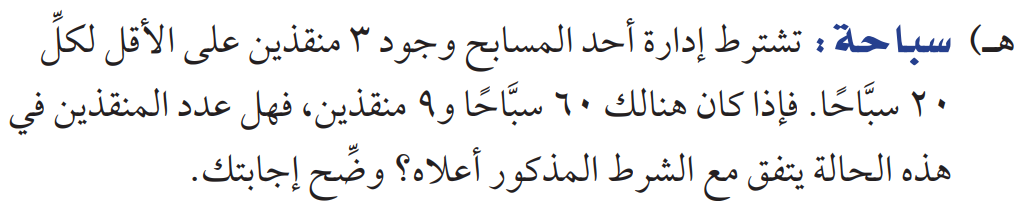 هـ) سباحة: تشترط إدارة أحد المسابح وجود ٣ منقذين على الأقل لكلِّ
٢٠ سبَّاحًا. فإذا كان هنالك ٦٠ سبَّاحًا و٩ منقذين، فهل عدد المنقذين في
هذه الحالة يتفق مع الشرط المذكور أعلاه؟ وضِّح إجابتك.